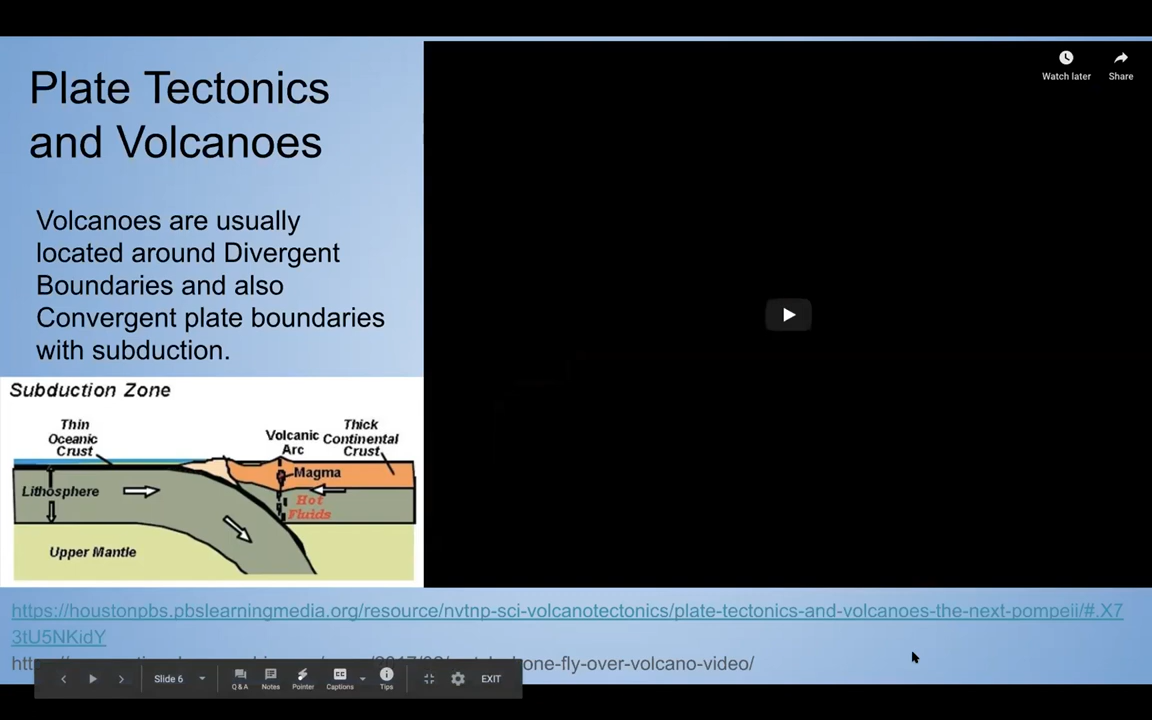 Plate Tectonics
and Volcanoes
Watch later
Share
Volcanoes are usually
located around Divergent
Boundaries and also
Convergent plate boundaries
with subduction.
Subduction Zone
Thin
Oceanic
Crust
Volcanic
Arc
Thick
Continental
Crust
Magma
Lithosphere
Hot
Fluids
Upper Mantle
https://houstonpbs.pbslearningmedia.org/resource/nvtnp-sci-volcanotectonics/plate-tectonics-and-volcanoes-the-next-pompeii/#.X7
3tU5NKidY
one-fly-over-volcano-video/
Slide 6
Q & A
Notes
Pointer
CC
Captions
Tips
EXIT